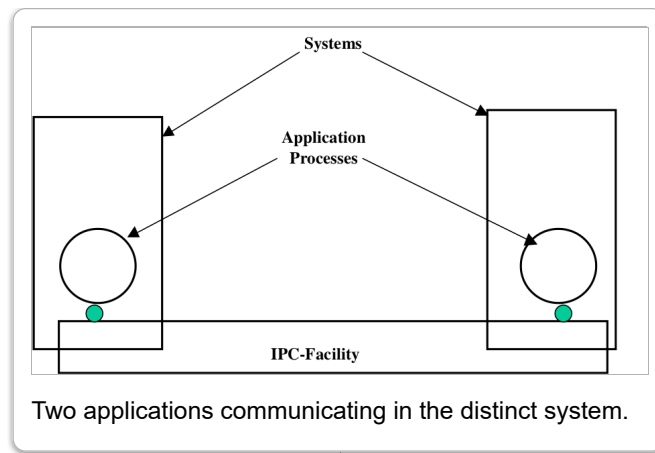 Systems
Application
Processes
IPC-Facility
Two applications communicating in the distinct system.